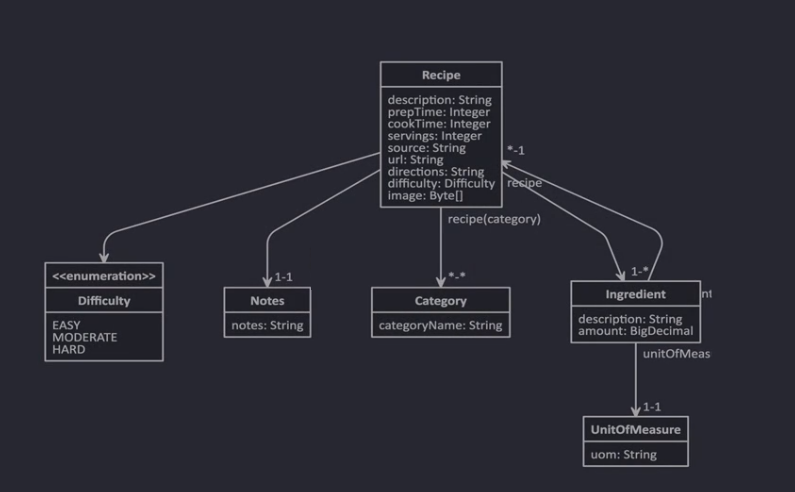 Recipe
description: String
prepTime: Integer
cookTime: Integer
servings: Integer
source: String
url: String
directions: String
difficulty: Difficulty
image: Byte[]
*-1
recipe
recipe(category)
<<enumeration>>
Difficulty
EASY
MODERATE
HARD
1-1
Notes
notes: String
*-*
Category
categoryName: String
1-*
Ingredient
description: String
amount: BigDecimal
unitOfMeas
1-1
UnitOfMeasure
uom: String